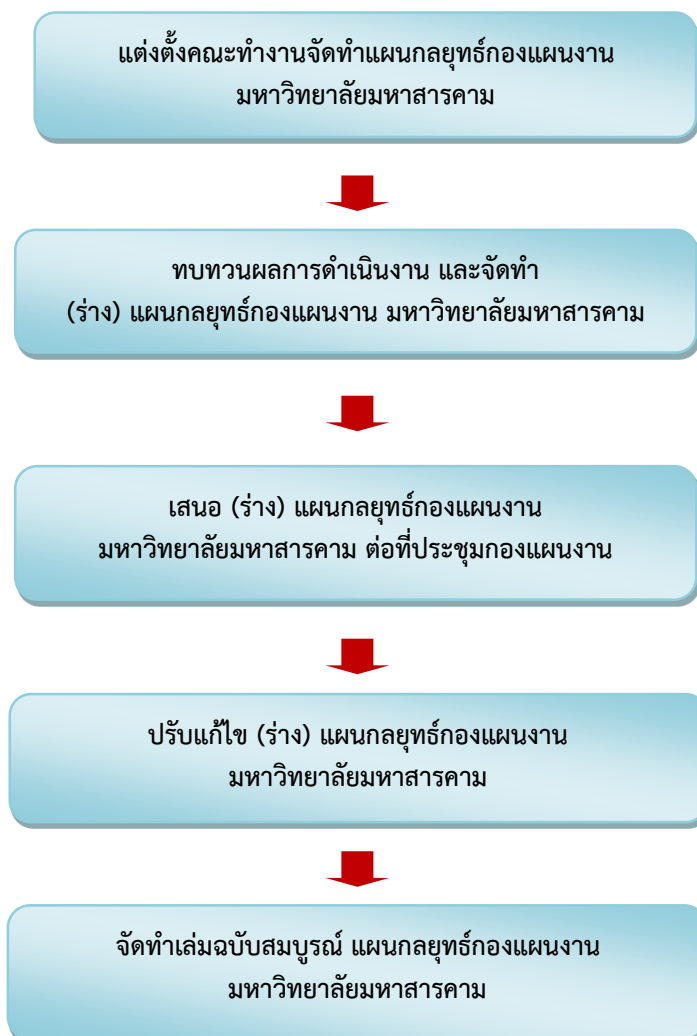 แต่งตั้งคณะทำงานจัดทำแผนกลยุทธ์กองแผนงาน
มหาวิทยาลัยมหาสารคาม
ทบทวนผลการดำเนินงาน และจัดทำ
(ร่าง) แผนกลยุทธ์กองแผนงาน มหาวิทยาลัยมหาสารคาม
เสนอ (ร่าง) แผนกลยุทธ์กองแผนงาน
มหาวิทยาลัยมหาสารคาม ต่อที่ประชุมกองแผนงาน
ปรับแก้ไข (ร่าง) แผนกลยุทธ์กองแผนงาน
มหาวิทยาลัยมหาสารคาม
จัดทำเล่มฉบับสมบูรณ์ แผนกลยุทธ์กองแผนงาน
มหาวิทยาลัยมหาสารคาม